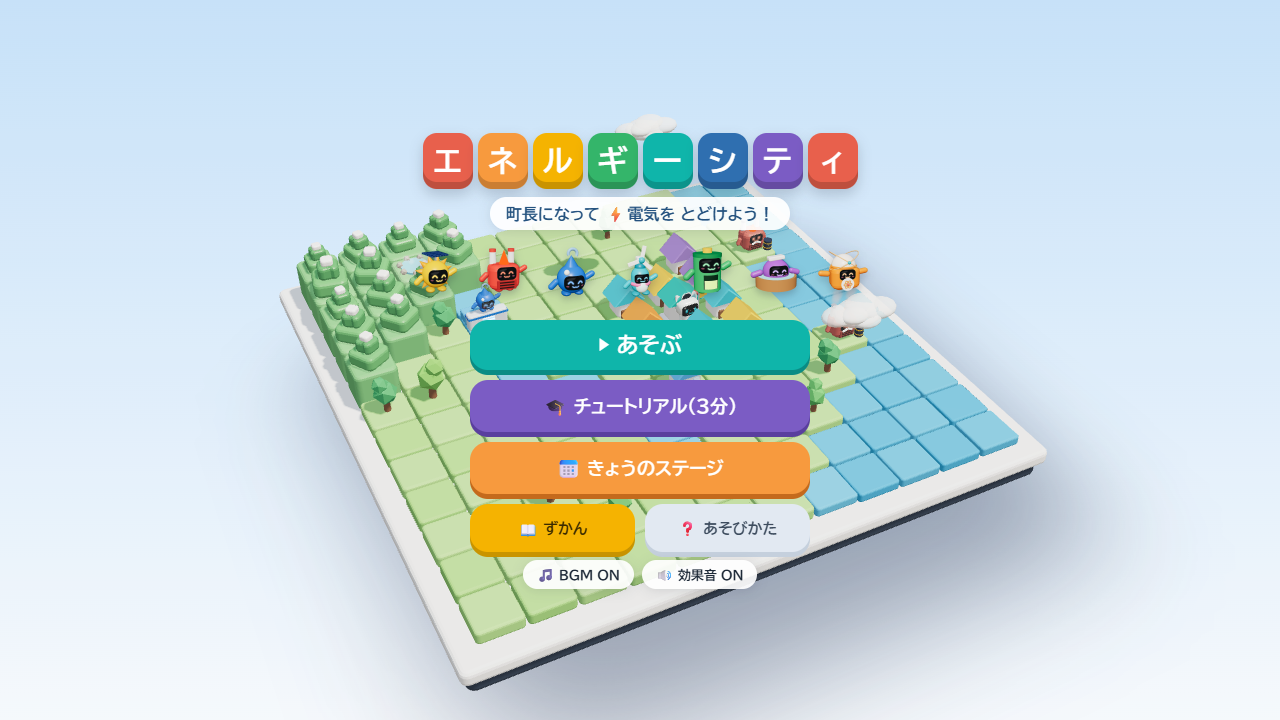 エネルギーシティ
町長になって⚡電気を とどけよう！
▶ あそぶ
🎓 チュートリアル（3分）
きょうのステージ
📖 ずかん
❓ あそびかた
🎵 BGM ON
🔊 効果音 ON